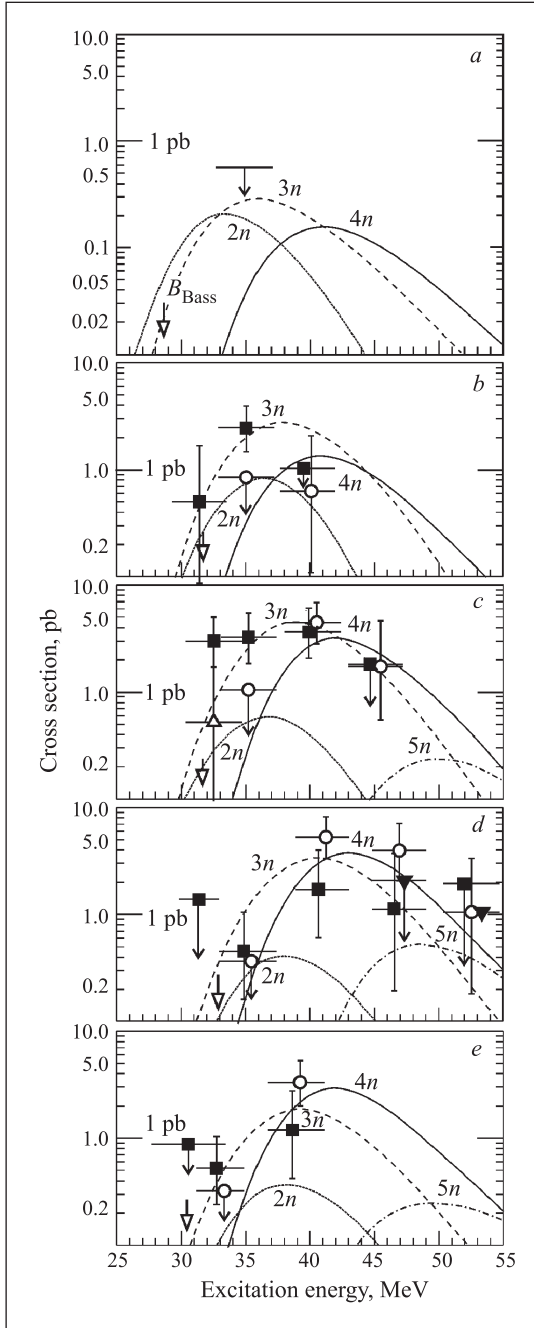 10.0
a
5.0
1.0
1 pb
0.5
3n
2n
4n
0.1
0.05
B_Bass
0.02
10.0
b
5.0
3n
1.0
1 pb
4n
2n
0.2
10.0
c
5.0
3n
4n
1.0
1 pb
2n
5n
0.2
10.0
d
5.0
4n
3n
1.0
1 pb
5n
2n
0.2
10.0
e
5.0
4n
1 pb
1.0
3n
5n
2n
0.2
25 30 35 40 45 50 55
Excitation energy, MeV
Cross section, pb